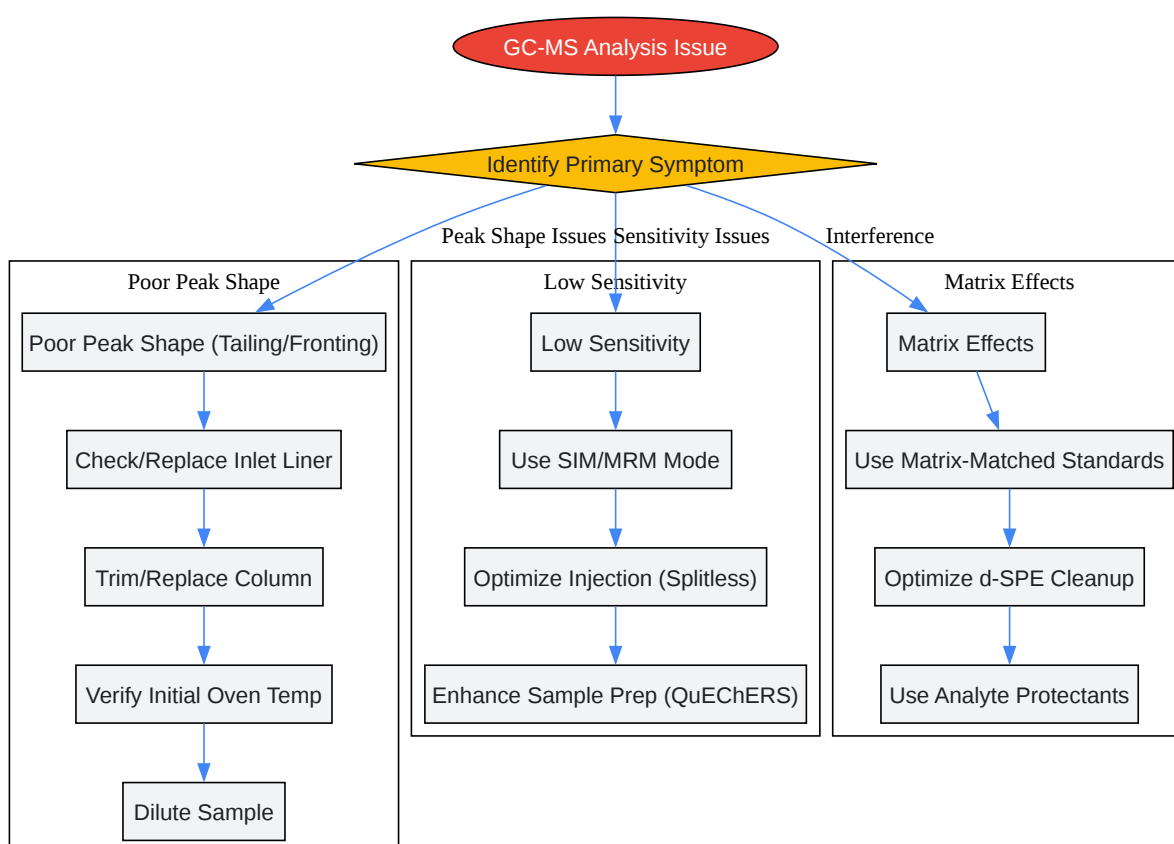 GC-MS Analysis Issue
Identify Primary Symptom
Peak Shape Issues
Sensitivity Issues
Interference
Poor Peak Shape
Poor Peak Shape (Tailing/Fronting)
Check/Replace Inlet Liner
Trim/Replace Column
Verify Initial Oven Temp
Dilute Sample
Low Sensitivity
Low Sensitivity
Use SIM/MRM Mode
Optimize Injection (Splitless)
Enhance Sample Prep (QuEChERS)
Matrix Effects
Matrix Effects
Use Matrix-Matched Standards
Optimize d-SPE Cleanup
Use Analyte Protectants